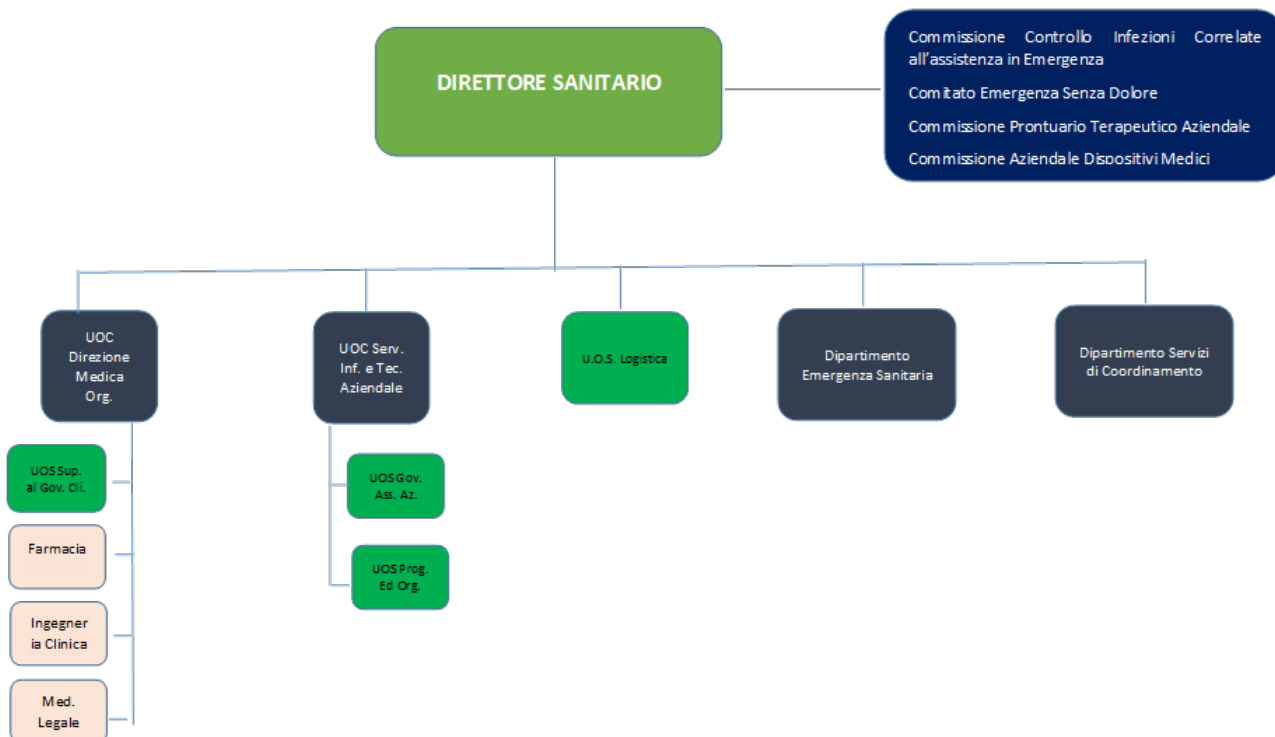 DIRETTORE SANITARIO
Commissione Controllo Infezioni Correlate
all'assistenza in Emergenza
Comitato Emergenza Senza Dolore
Commissione Prontuario Terapeutico Aziendale
Commissione Aziendale Dispositivi Medici
UOC
Direzione
Medica
Org.
UOC Serv.
Inf. e Tec.
Aziendale
U.O.S. Logistica
Dipartimento
Emergenza Sanitaria
Dipartimento Servizi
di Coordinamento
UOS Sup.
al Gov. Cli.
Farmacia
Ingegner
ia Clinica
Med.
Legale
UOS Gov.
Ass. Az.
UOS Prog.
Ed Org.